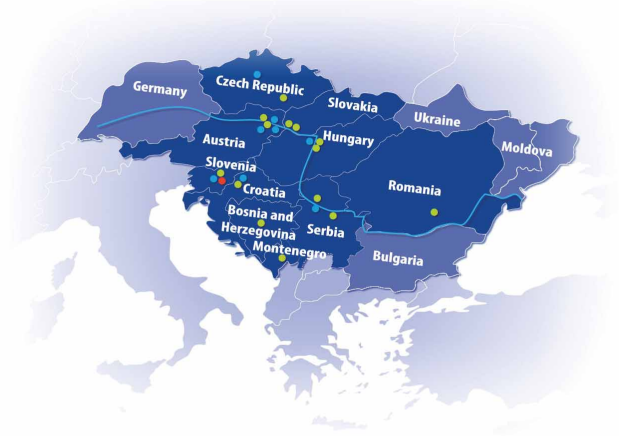 Germany
Czech Republic
Slovakia
Ukraine
Moldova
Austria
Hungary
Slovenia
Croatia
Romania
Bosnia and
Herzegovina
Serbia
Montenegro
Bulgaria